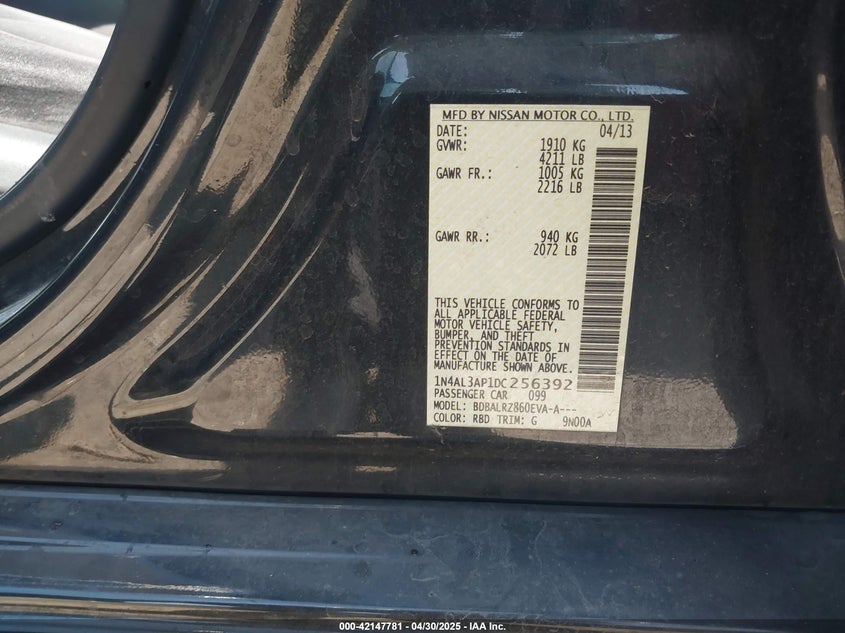 MFD BY NISSAN MOTOR CO., LTD.
DATE: 04/13
GVWR: 1910 KG
4211 LB
GAWR FR.: 1005 KG
2216 LB
GAWR RR.: 940 KG
2072 LB
THIS VEHICLE CONFORMS TO
ALL APPLICABLE FEDERAL
MOTOR VEHICLE SAFETY,
BUMPER, AND THEFT
PREVENTION STANDARDS IN
EFFECT ON THE DATE OF
MANUFACTURE SHOWN ABOVE.
1N4AL3AP1DC256392
PASSENGER CAR 099
MODEL: BDBALRZ860EVA-A---
COLOR: RBD TRIM: G 9N00A
000-42147781 - 04/30/2025 - IAA Inc.